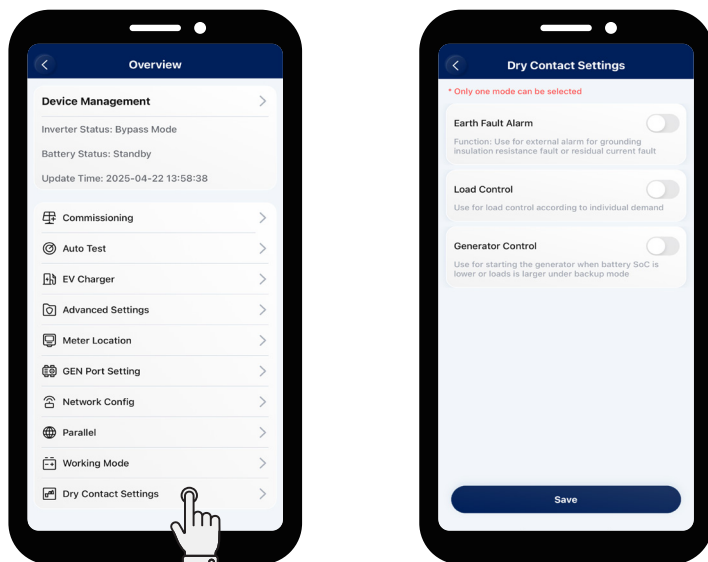 Overview
Device Management
Inverter Status: Bypass Mode
Battery Status: Standby
Update Time: 2025-04-22 13:58:38
Commissioning
Auto Test
EV Charger
Advanced Settings
Meter Location
GEN Port Setting
Network Config
Parallel
Working Mode
Dry Contact Settings
Dry Contact Settings
* Only one mode can be selected
Earth Fault Alarm
Function: Use for external alarm for grounding
insulation resistance fault or residual current fault
Load Control
Use for load control according to individual demand
Generator Control
Use for starting the generator when battery SoC is
lower or loads is larger under backup mode
Save